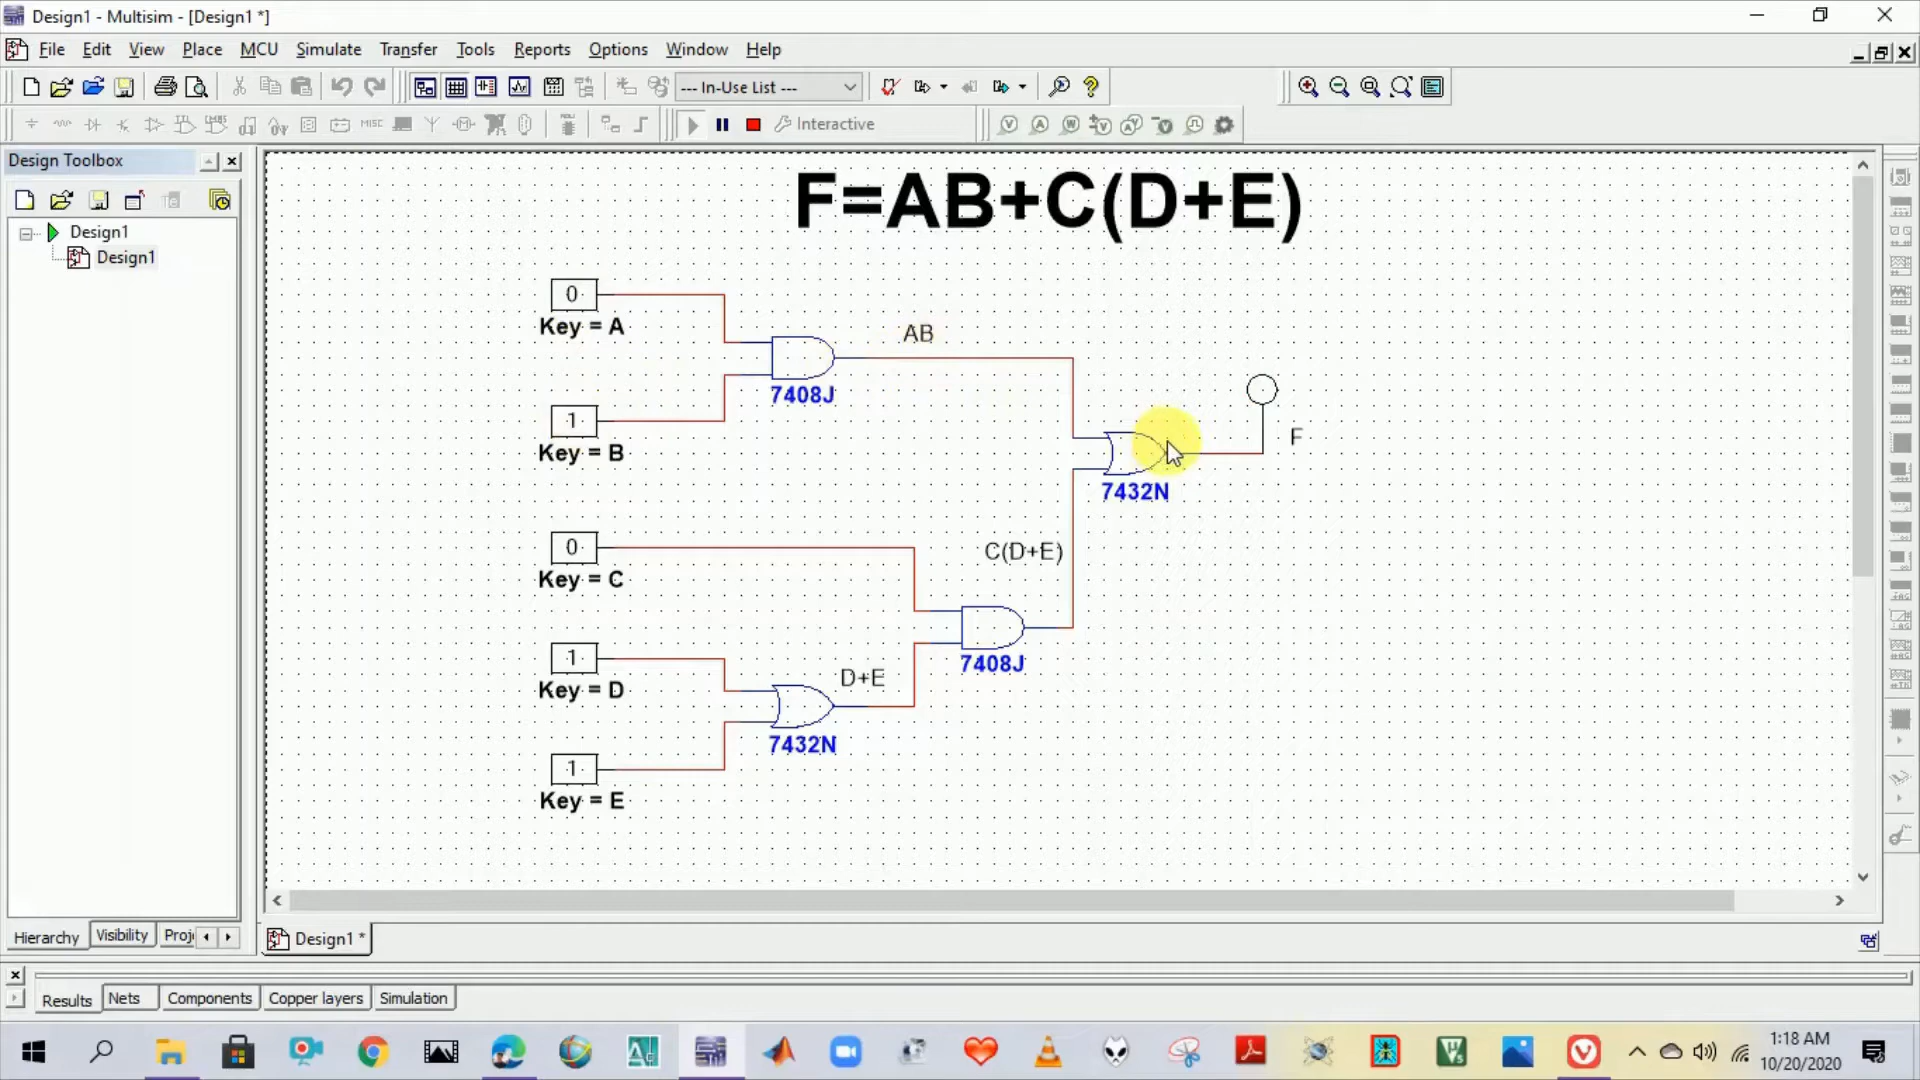 Design1 - Multisim - [Design1 *]
File Edit View Place MCU Simulate Transfer Tools Reports Options Window Help
--- In-Use List ---
MISC Interactive
Design Toolbox
Design1
Design1
F=AB+C(D+E)
0
Key = A
AB
7408J
1
Key = B
F
7432N
0
Key = C
C(D+E)
7408J
1
Key = D
D+E
7432N
1
Key = E
Hierarchy Visibility Proj
Design1 *
Results Nets Components Copper layers Simulation
1:18 AM
10/20/2020